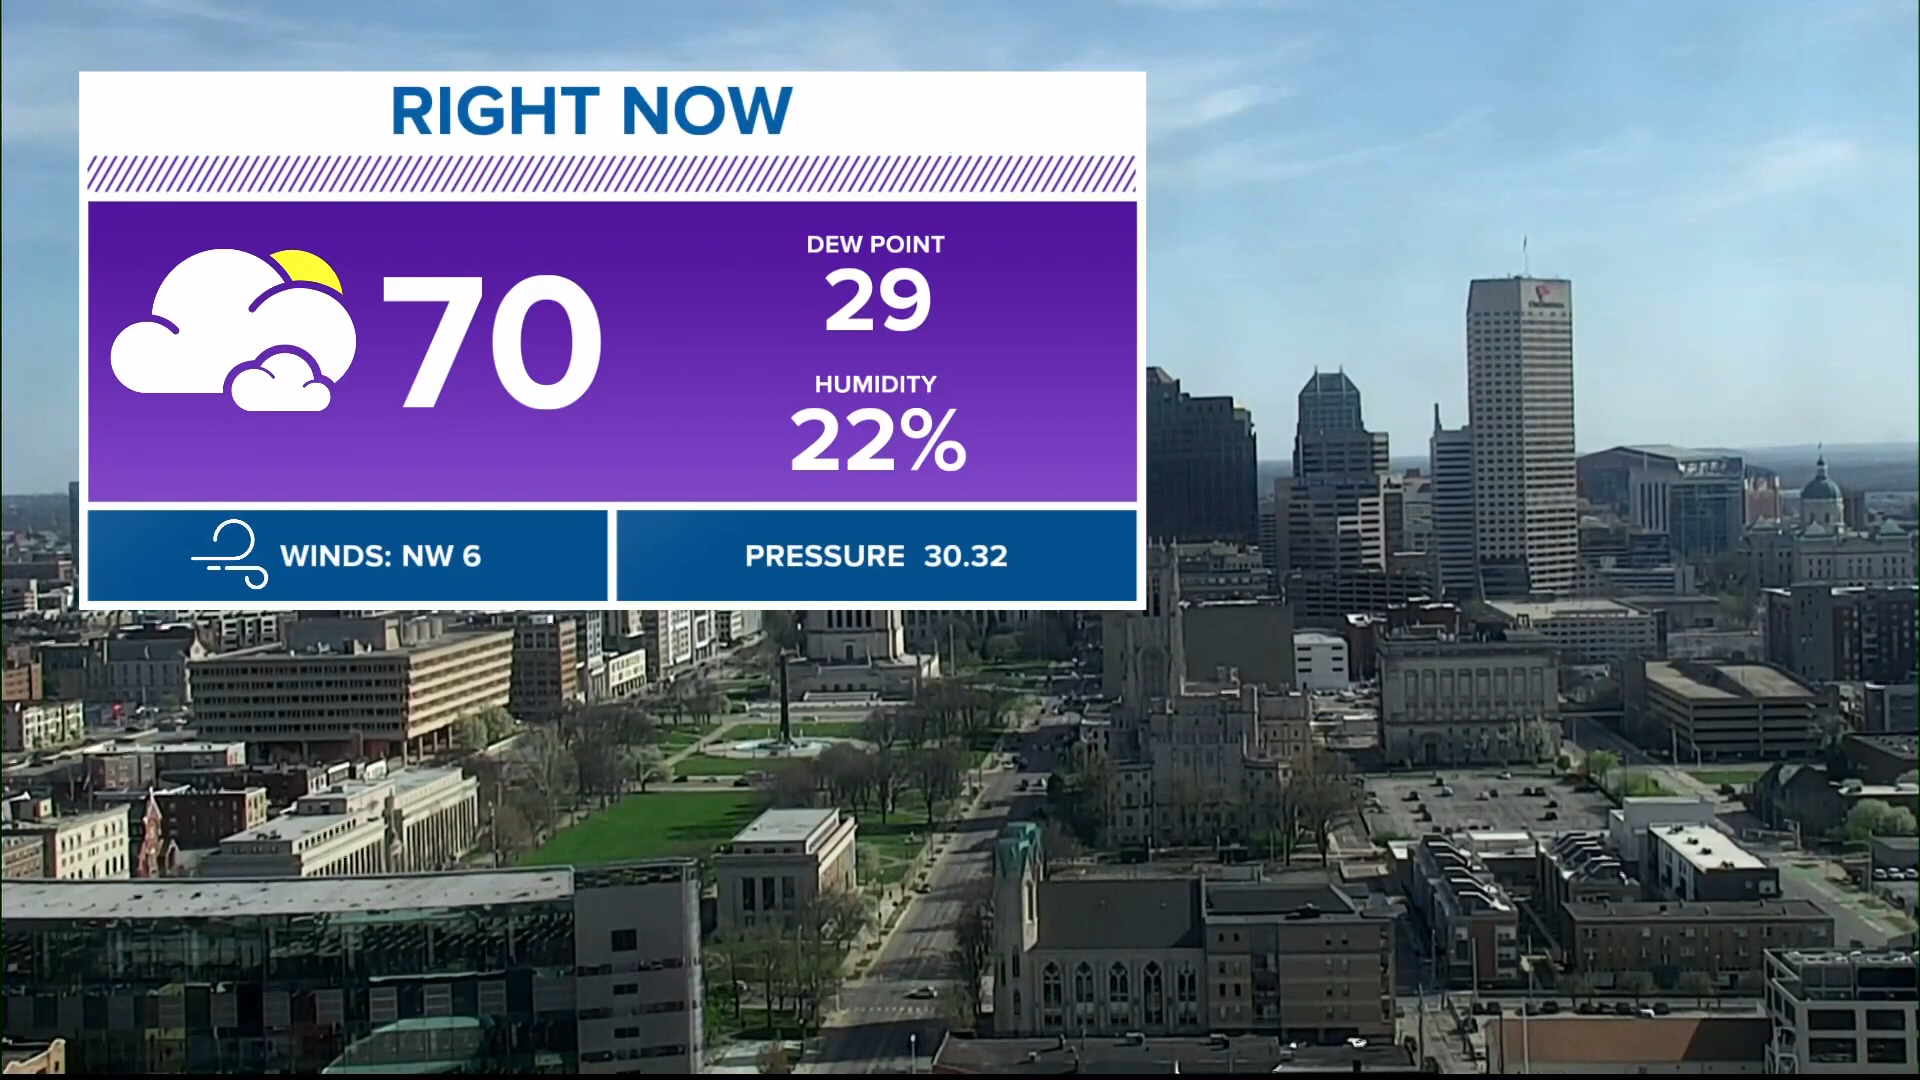 RIGHT NOW
70
DEW POINT
29
HUMIDITY
22%
WINDS: NW 6
PRESSURE 30.32